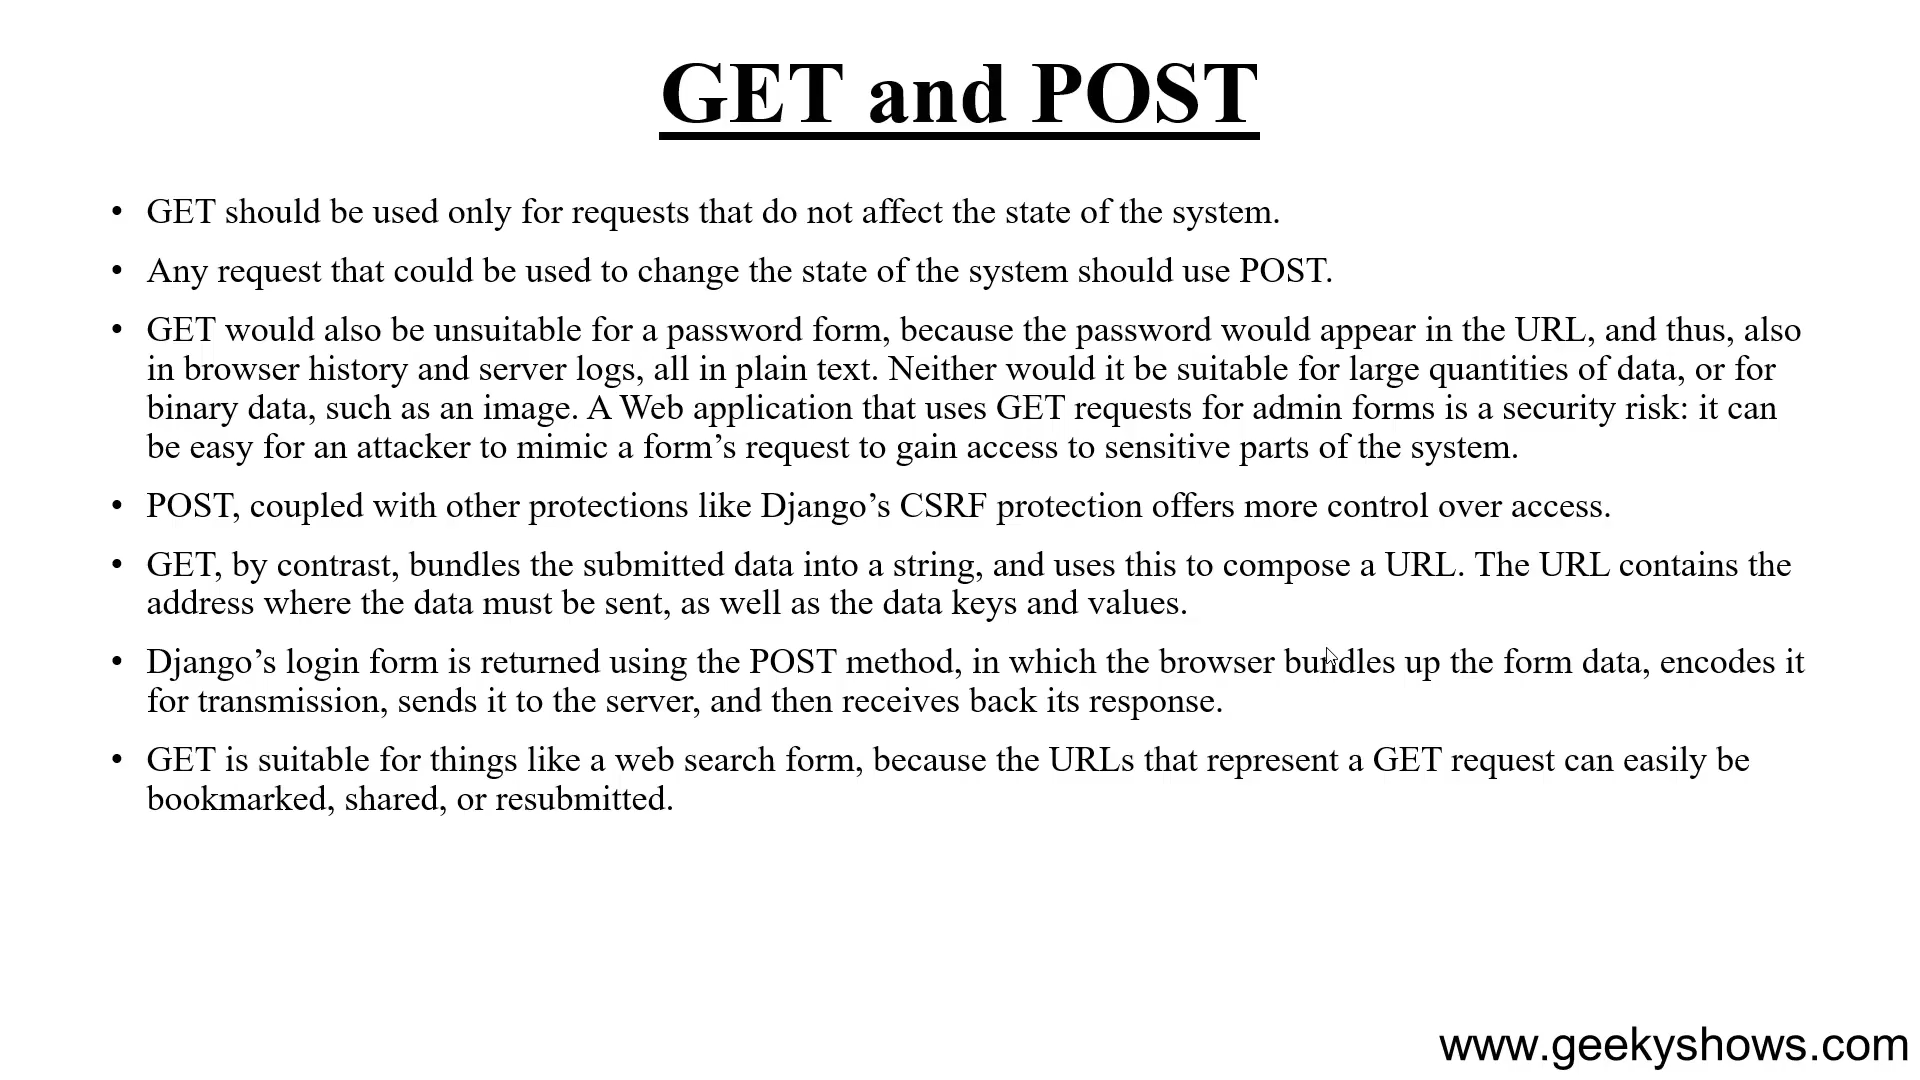 GET and POST
• GET should be used only for requests that do not affect the state of the system.
• Any request that could be used to change the state of the system should use POST.
• GET would also be unsuitable for a password form, because the password would appear in the URL, and thus, also
in browser history and server logs, all in plain text. Neither would it be suitable for large quantities of data, or for
binary data, such as an image. A Web application that uses GET requests for admin forms is a security risk: it can
be easy for an attacker to mimic a form’s request to gain access to sensitive parts of the system.
• POST, coupled with other protections like Django’s CSRF protection offers more control over access.
• GET, by contrast, bundles the submitted data into a string, and uses this to compose a URL. The URL contains the
address where the data must be sent, as well as the data keys and values.
• Django’s login form is returned using the POST method, in which the browser bundles up the form data, encodes it
for transmission, sends it to the server, and then receives back its response.
• GET is suitable for things like a web search form, because the URLs that represent a GET request can easily be
bookmarked, shared, or resubmitted.
www.geekyshows.com